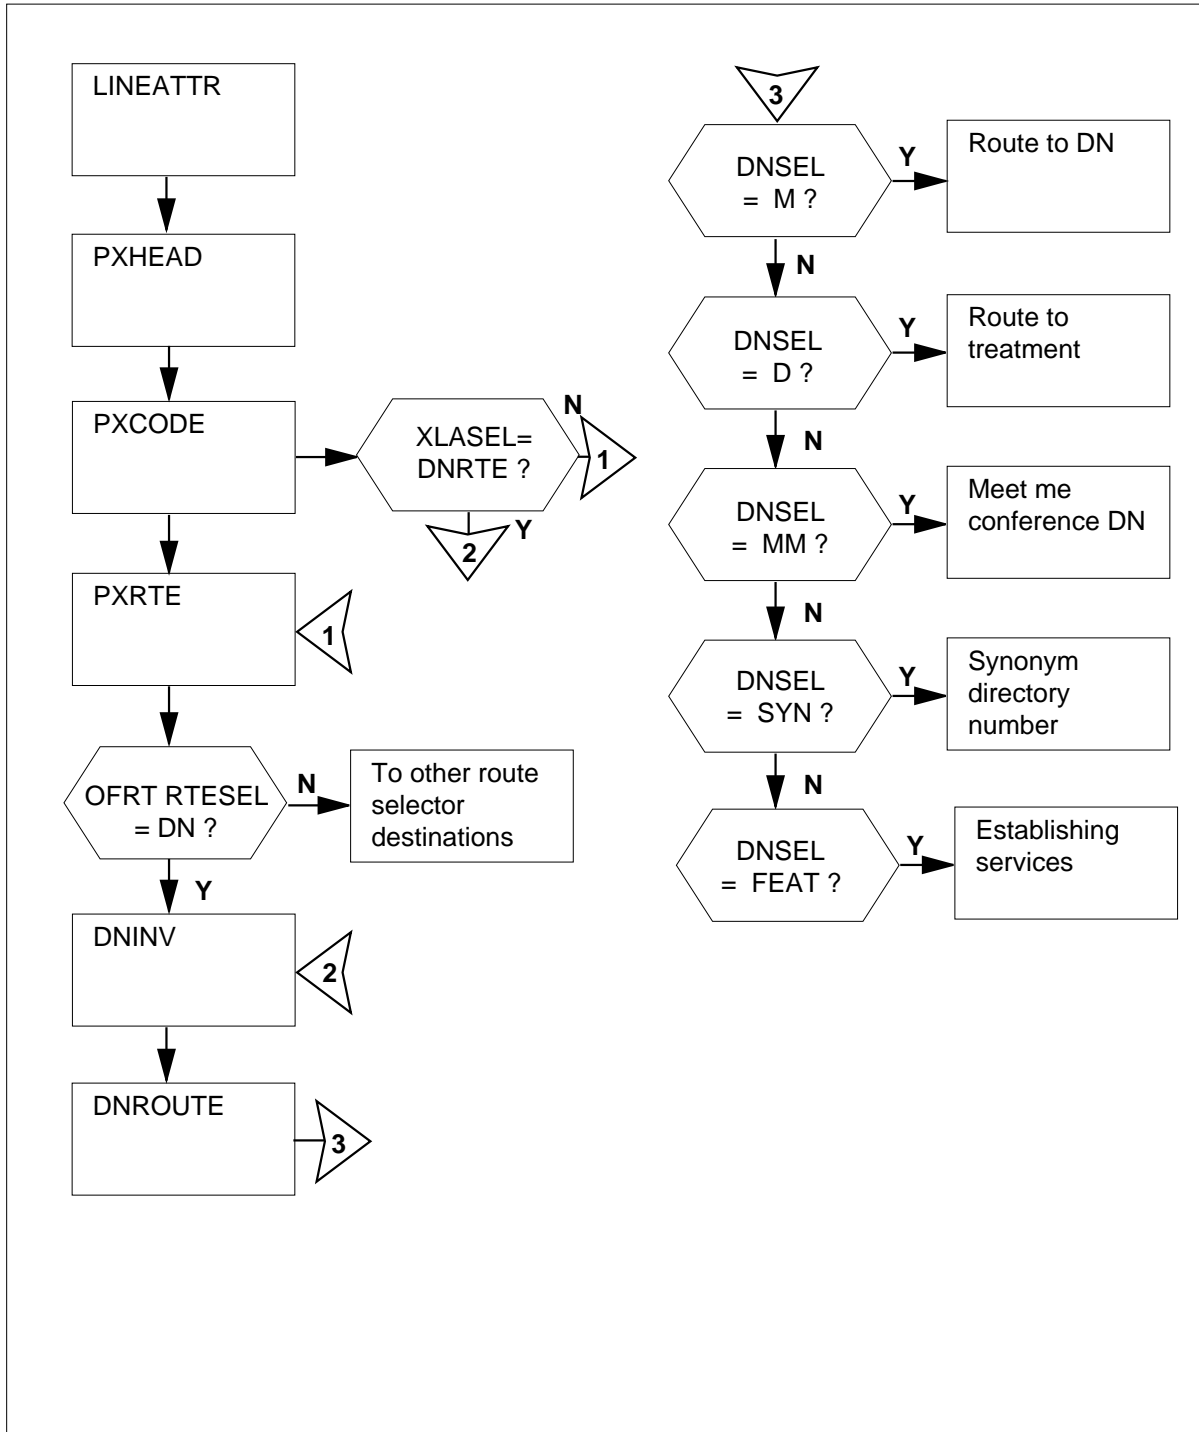 LINEATTR
PXHEAD
PXCODE
N
XLASEL=
DNRTE ?
1
Y
2
PXRTE
1
OFRT RTESEL
= DN ?
N
To other route
selector
destinations
Y
DNINV
2
DNROUTE
3
3
DNSEL
= M ?
Y
Route to DN
N
DNSEL
= D ?
Y
Route to
treatment
N
DNSEL
= MM ?
Y
Meet me
conference DN
N
DNSEL
= SYN ?
Y
Synonym
directory
number
N
DNSEL
= FEAT ?
Y
Establishing
services